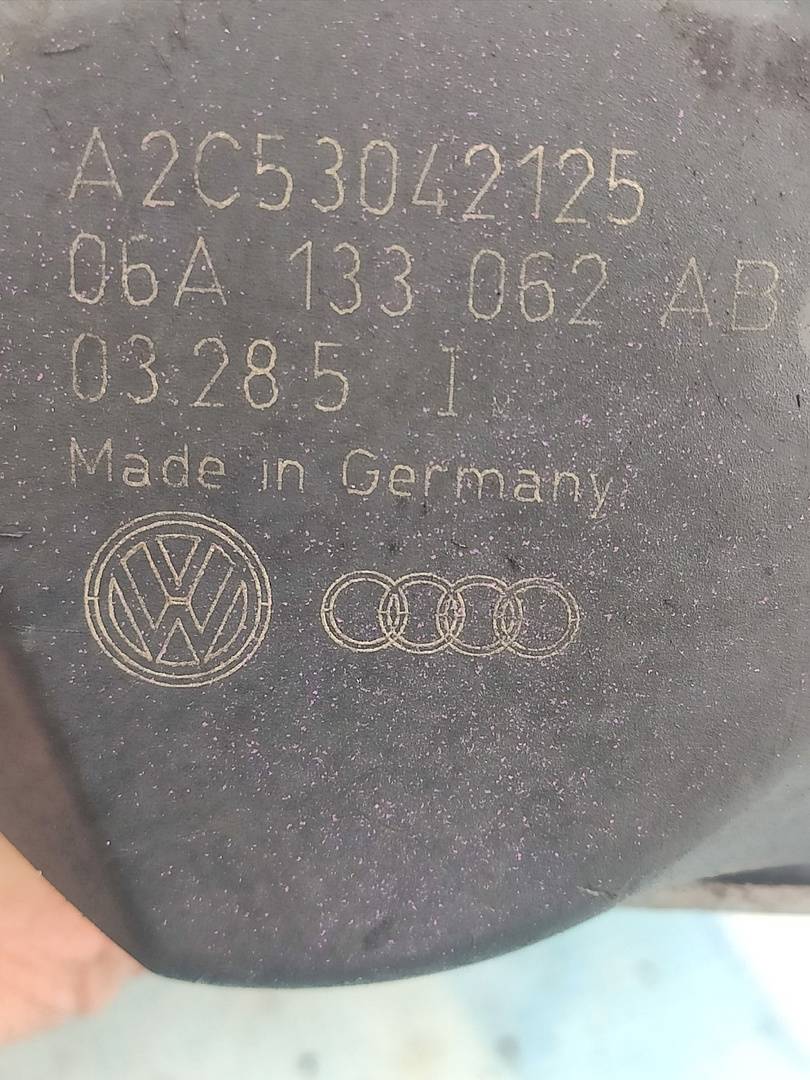 A2C53042125
06A 133 062 AB
03.28.5 I
Made in Germany